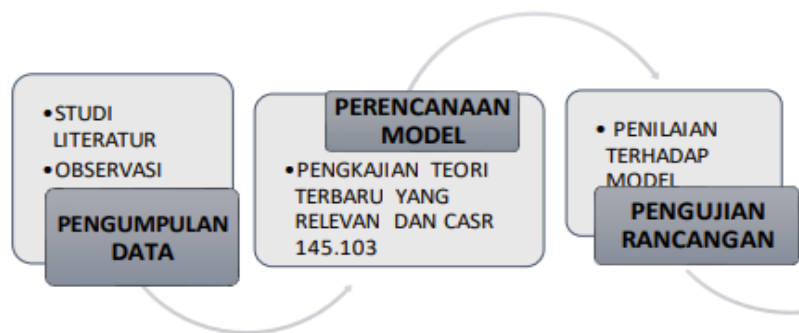 •STUDI
LITERATUR
•OBSERVASI
PENGUMPULAN
DATA
PERENCANAAN
MODEL
•PENGKAJIAN TEORI
TERBARU YANG
RELEVAN DAN CASR
145.103
• PENILAIAN
TERHADAP
MODEL
PENGUJIAN
RANCANGAN